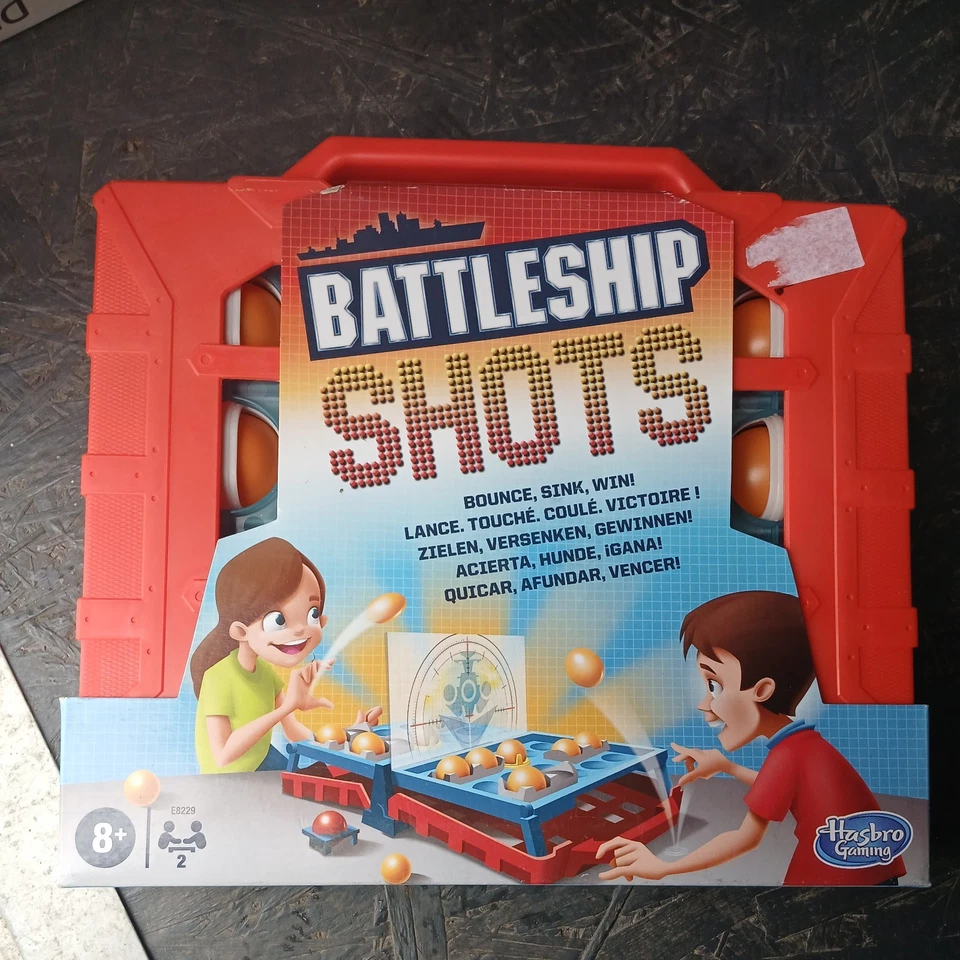 BATTLESHIP
SHOTS
BOUNCE, SINK, WIN!
LANCE. TOUCHÉ. COULÉ. VICTOIRE !
ZIELEN, VERSENKEN, GEWINNEN!
ACIERTA, HUNDE, ¡GANA!
QUICAR, AFUNDAR, VENCER!
E8229
8+
2
Hasbro
Gaming